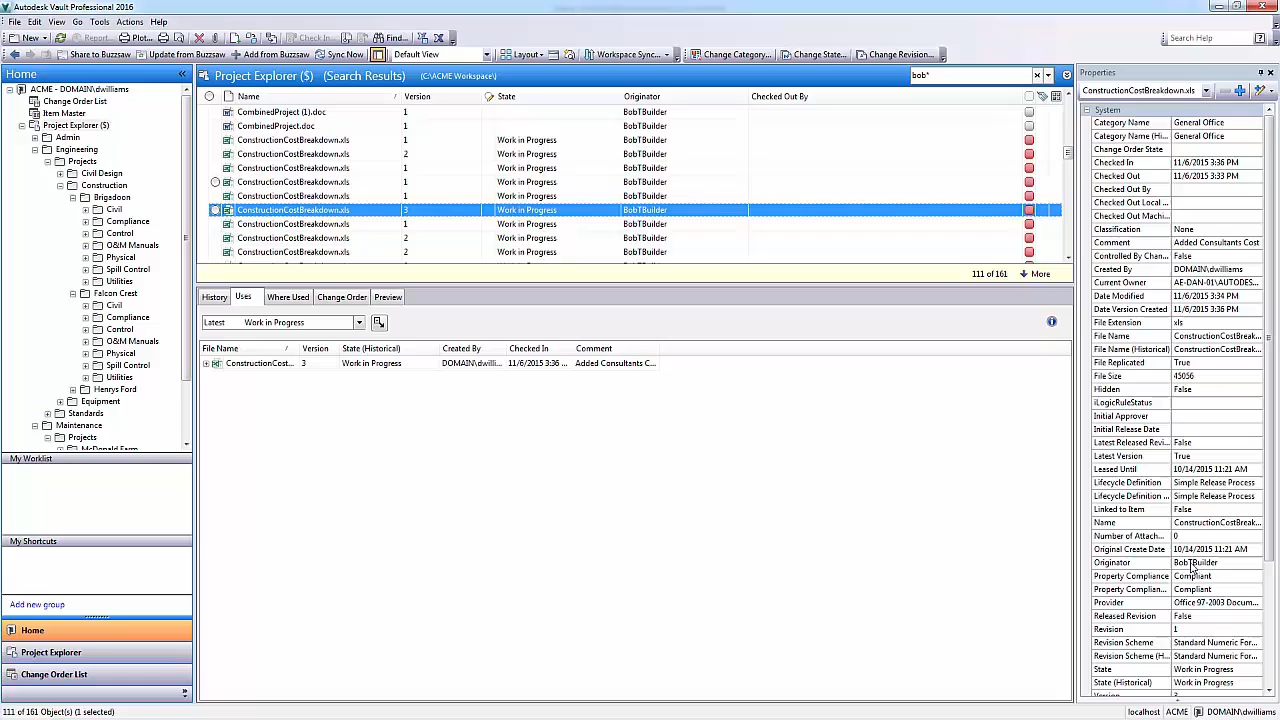 Autodesk Vault Professional 2016
File Edit View Go Tools Actions Help
New Report... Plot... Check In... Find... Search Help
Share to Buzzsaw Update from Buzzsaw Add from Buzzsaw Sync Now Default View Layout Workspace Sync... Change Category... Change State... Change Revision...
Home
ACME - DOMAIN\dwilliams
Change Order List
Item Master
Project Explorer ($)
Admin
Engineering
Projects
Civil Design
Construction
Brigadoon
Civil
Compliance
Control
O&M Manuals
Physical
Spill Control
Utilities
Falcon Crest
Civil
Compliance
Control
O&M Manuals
Physical
Spill Control
Utilities
Henrys Ford
Equipment
Standards
Maintenance
Projects
McDonald Farm
My Worklist
My Shortcuts
Add new group
Home
Project Explorer
Change Order List
Project Explorer ($) (Search Results) (C:\ACME Workspace\) bob*
Name Version State Originator Checked Out By
CombinedProject (1).doc 1 BobTBuilder
CombinedProject.doc 1 BobTBuilder
ConstructionCostBreakdown.xls 1 Work in Progress BobTBuilder
ConstructionCostBreakdown.xls 2 Work in Progress BobTBuilder
ConstructionCostBreakdown.xls 1 Work in Progress BobTBuilder
ConstructionCostBreakdown.xls 1 Work in Progress BobTBuilder
ConstructionCostBreakdown.xls 1 Work in Progress BobTBuilder
ConstructionCostBreakdown.xls 3 Work in Progress BobTBuilder
ConstructionCostBreakdown.xls 1 Work in Progress BobTBuilder
ConstructionCostBreakdown.xls 2 Work in Progress BobTBuilder
ConstructionCostBreakdown.xls 2 Work in Progress BobTBuilder
111 of 161 More
History Uses Where Used Change Order Preview
Latest Work in Progress
File Name Version State (Historical) Created By Checked In Comment
ConstructionCost... 3 Work in Progress DOMAIN\dwilli... 11/6/2015 3:36 ... Added Consultants C...
Properties
ConstructionCostBreakdown.xls
System
Category Name General Office
Category Name (Hi... General Office
Change Order State
Checked In 11/6/2015 3:36 PM
Checked Out 11/6/2015 3:33 PM
Checked Out By
Checked Out Local ...
Checked Out Machi...
Classification None
Comment Added Consultants Cost
Controlled By Chan... False
Created By DOMAIN\dwilliams
Current Owner AE-DAN-01\AUTODES...
Date Modified 11/6/2015 3:34 PM
Date Version Created 11/6/2015 3:36 PM
File Extension xls
File Name ConstructionCostBreak...
File Name (Historical) ConstructionCostBreak...
File Replicated True
File Size 45056
Hidden False
iLogicRuleStatus
Initial Approver
Initial Release Date
Latest Released Revi... False
Latest Version True
Leased Until 10/14/2015 11:21 AM
Lifecycle Definition Simple Release Process
Lifecycle Definition ... Simple Release Process
Linked to Item False
Name ConstructionCostBreak...
Number of Attach... 0
Original Create Date 10/14/2015 11:21 AM
Originator BobTBuilder
Property Compliance Compliant
Property Complian... Compliant
Provider Office 97-2003 Docum...
Released Revision False
Revision 1
Revision Scheme Standard Numeric For...
Revision Scheme (H... Standard Numeric For...
State Work in Progress
State (Historical) Work in Progress
Version 3
111 of 161 Object(s) (1 selected) localhost ACME DOMAIN\dwilliams